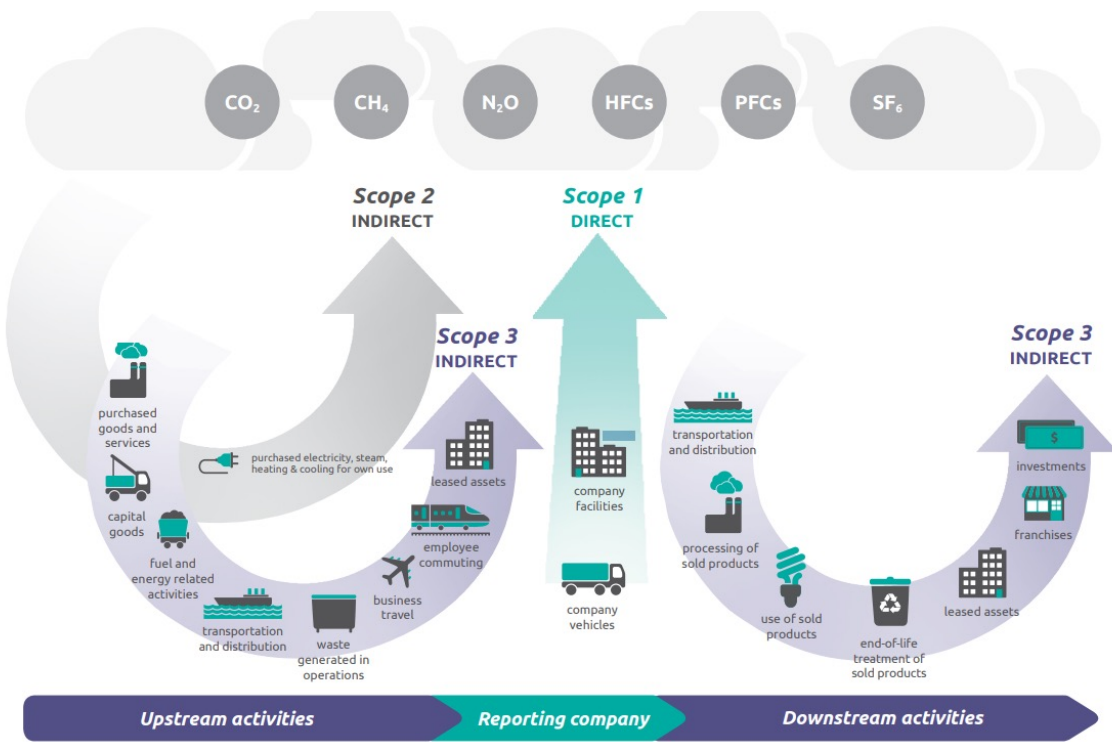 CO₂
CH₄
N₂O
HFCs
PFCs
SF₆
Scope 2
INDIRECT
Scope 1
DIRECT
Scope 3
INDIRECT
Scope 3
INDIRECT
purchased
goods and
services
capital
goods
fuel and
energy related
activities
purchased electricity, steam,
heating & cooling for own use
transportation
and distribution
waste
generated in
operations
business
travel
employee
commuting
leased assets
company
facilities
company
vehicles
transportation
and distribution
processing of
sold products
use of sold
products
end-of-life
treatment of
sold products
leased assets
franchises
$
investments
Upstream activities
Reporting company
Downstream activities